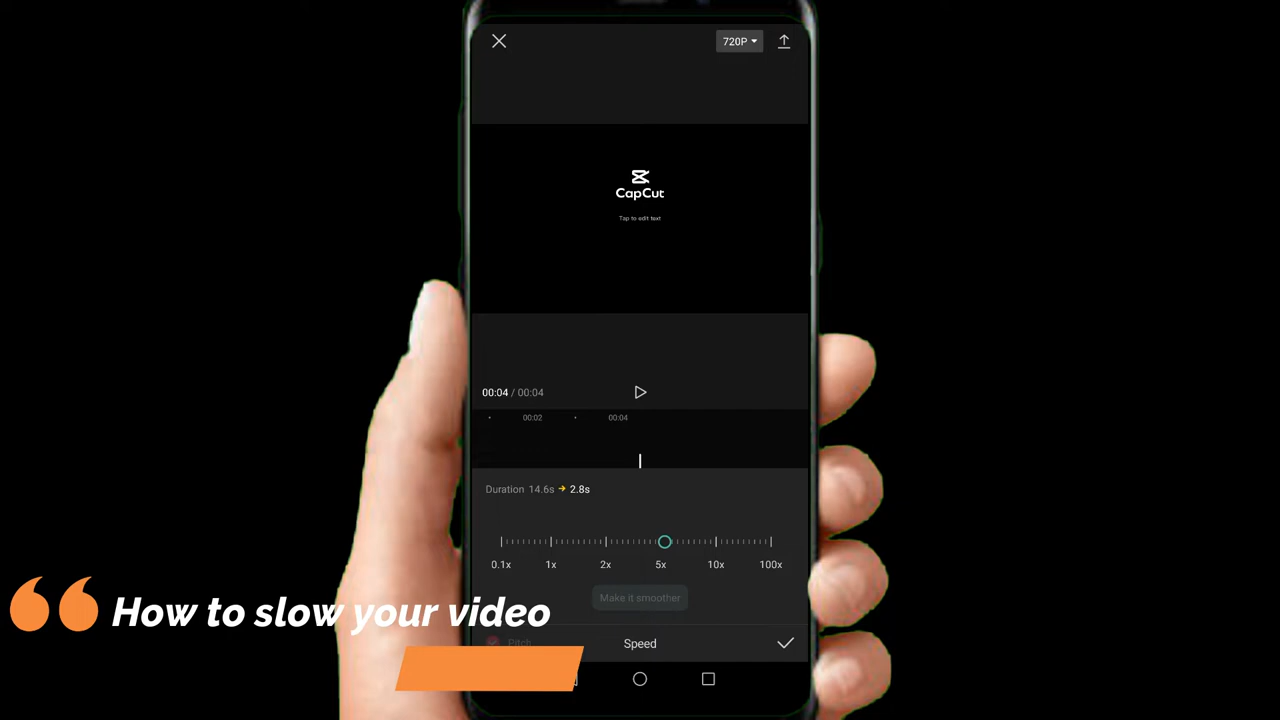 720P
CapCut
Tap to edit text
00:04 / 00:04
00:02
00:04
Duration 14.6s → 2.8s
0.1x 1x 2x 5x 10x 100x
Make it smoother
How to slow your video
Pitch
Speed